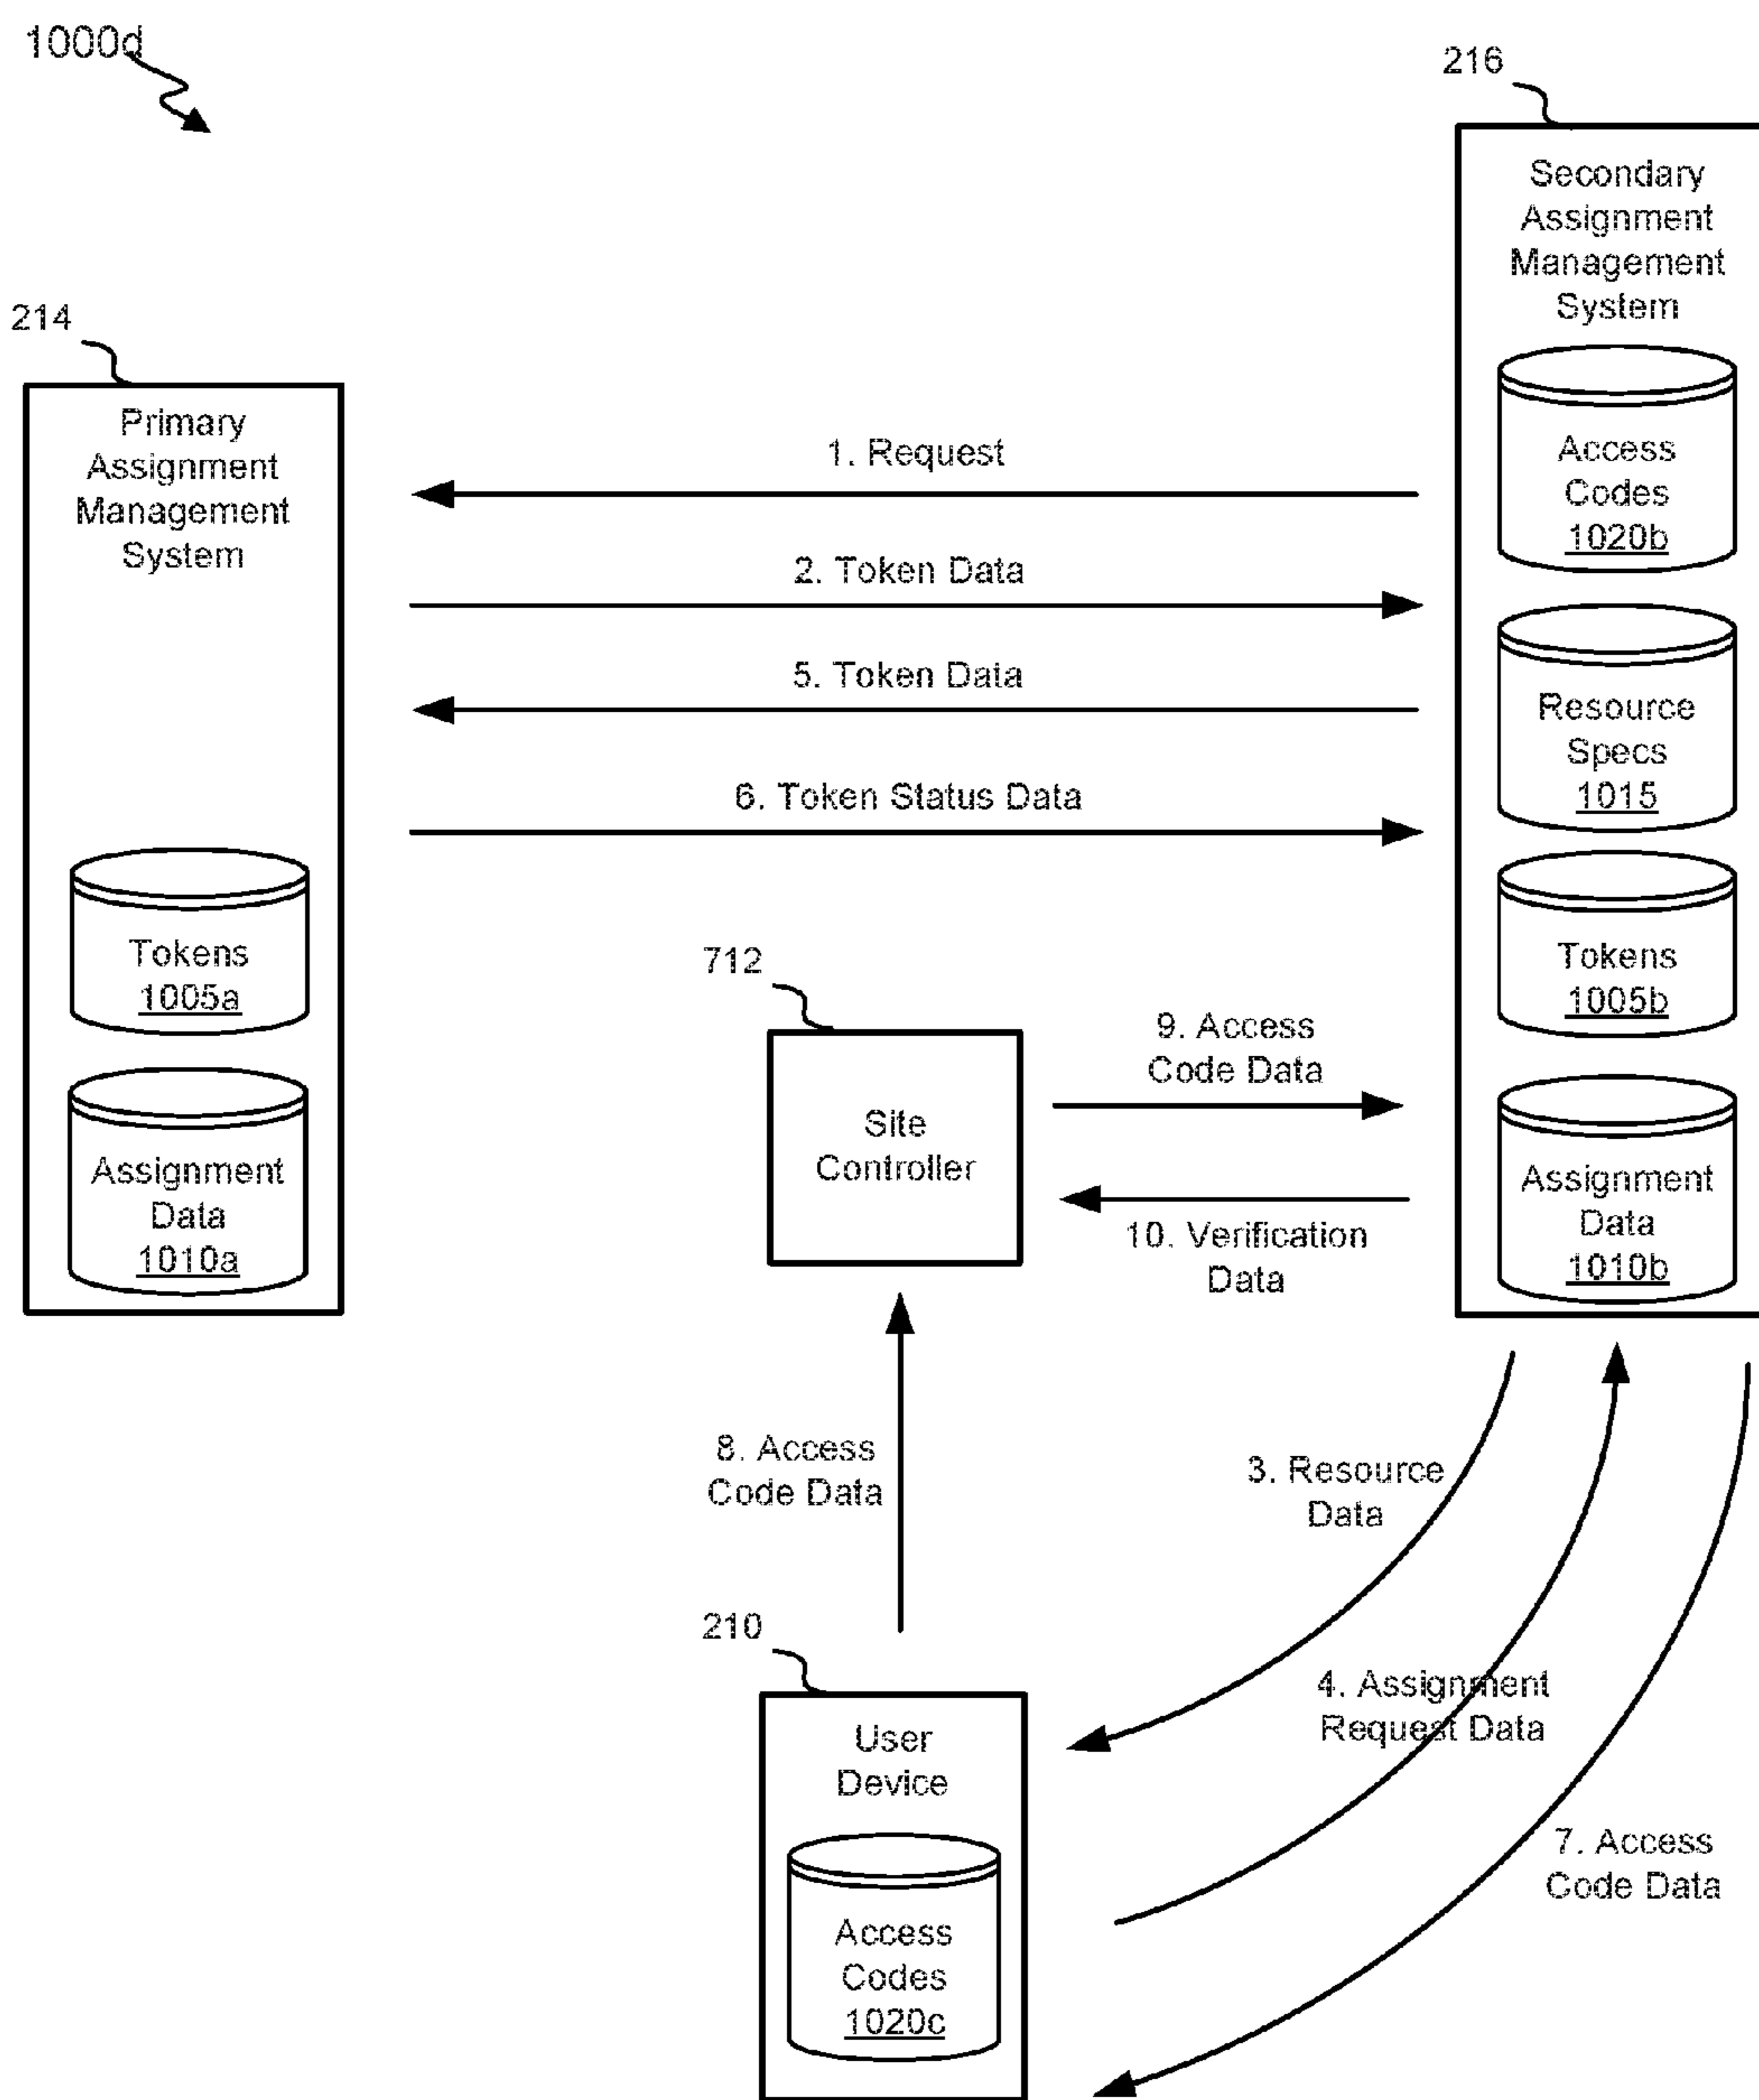 1000d
216
Secondary
Assignment
Management
System
214
Primary
Assignment
Management
System
Access
Codes
1020b
1. Request
2. Token Data
5. Token Data
Resource
Specs
1015
6. Token Status Data
Tokens
1005a
Tokens
1005b
712
9. Access
Code Data
Site
Controller
Assignment
Data
1010a
Assignment
Data
1010b
10. Verification
Data
8. Access
Code Data
3. Resource
Data
210
4. Assignment
Request Data
User
Device
7. Access
Code Data
Access
Codes
1020c